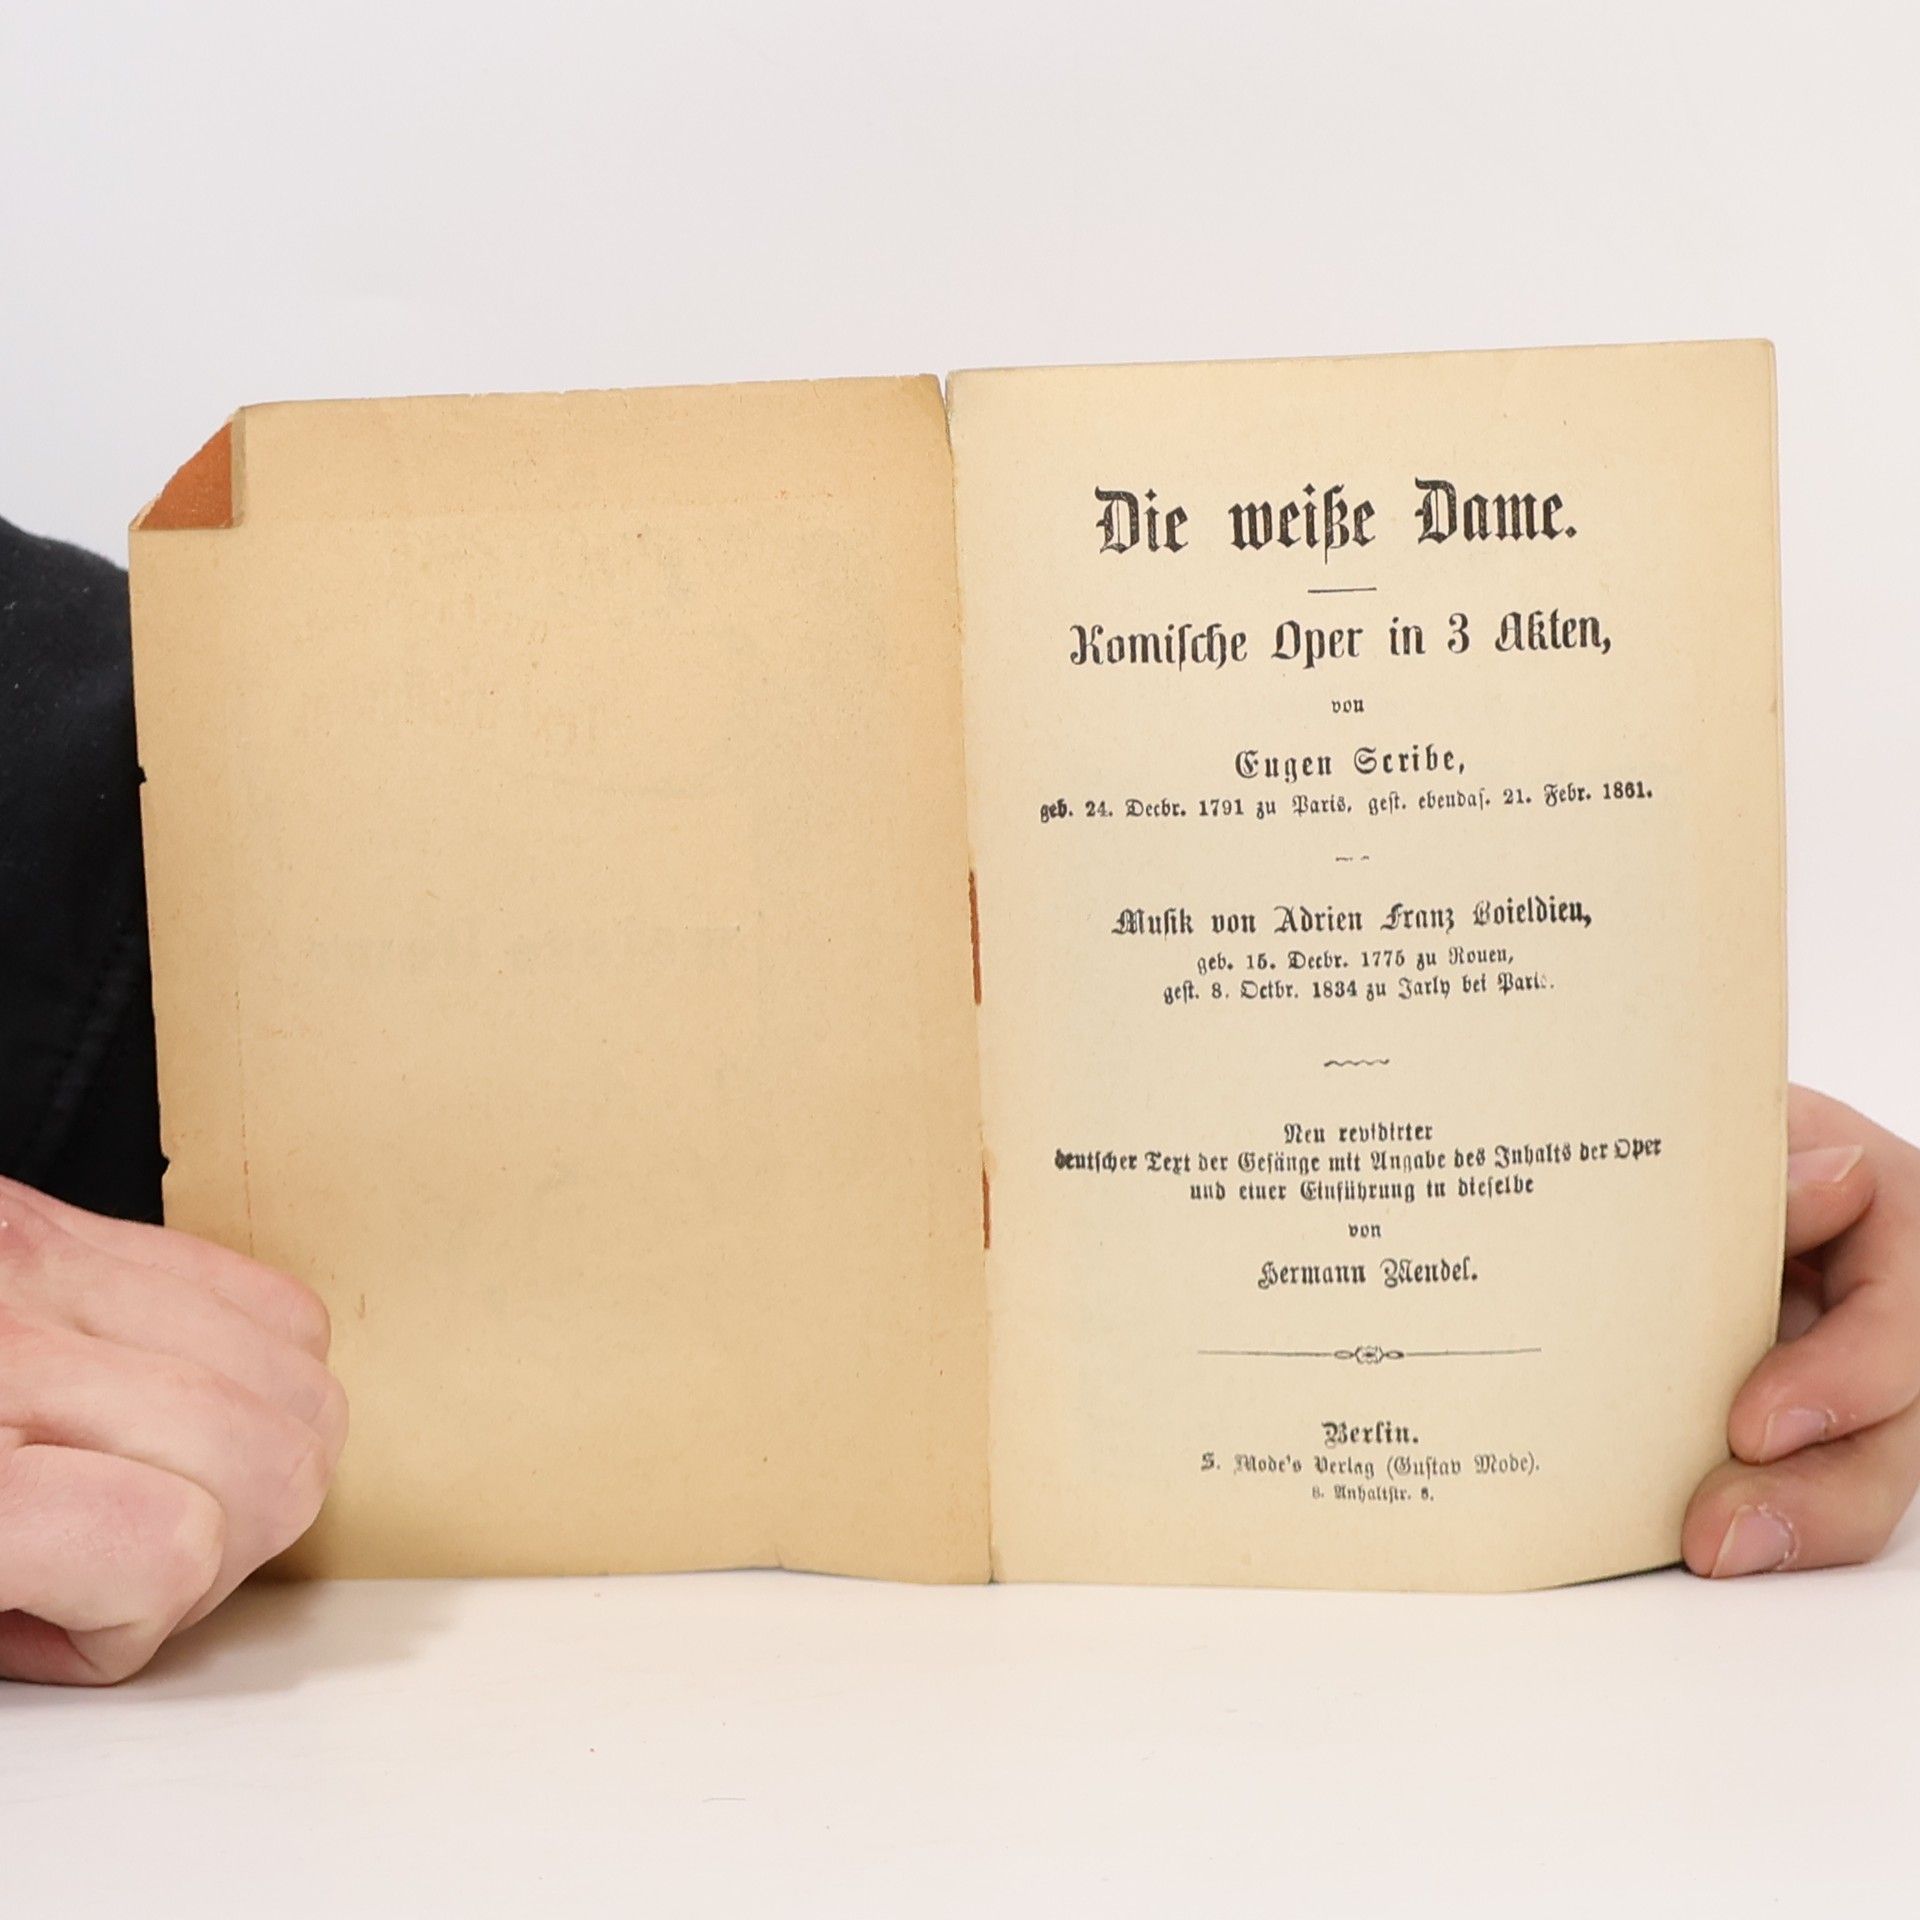 Die weiße Dame.
Komische Oper in 3 Akten,
von
Eugen Scribe,
geb. 24. Decbr. 1791 zu Paris, gest. ebendas. 21. Febr. 1861.
Musik von Adrien Franz Boieldieu,
geb. 15. Decbr. 1775 zu Rouen,
gest. 8. Octbr. 1834 zu Jarly bei Paris.
Neu revidirter
deutscher Text der Gesänge mit Angabe des Inhalts der Oper
und einer Einführung in dieselbe
von
Hermann Mendel.
Berlin.
S. Mode's Verlag (Gustav Mode).
8. Anhaltstr. 8.